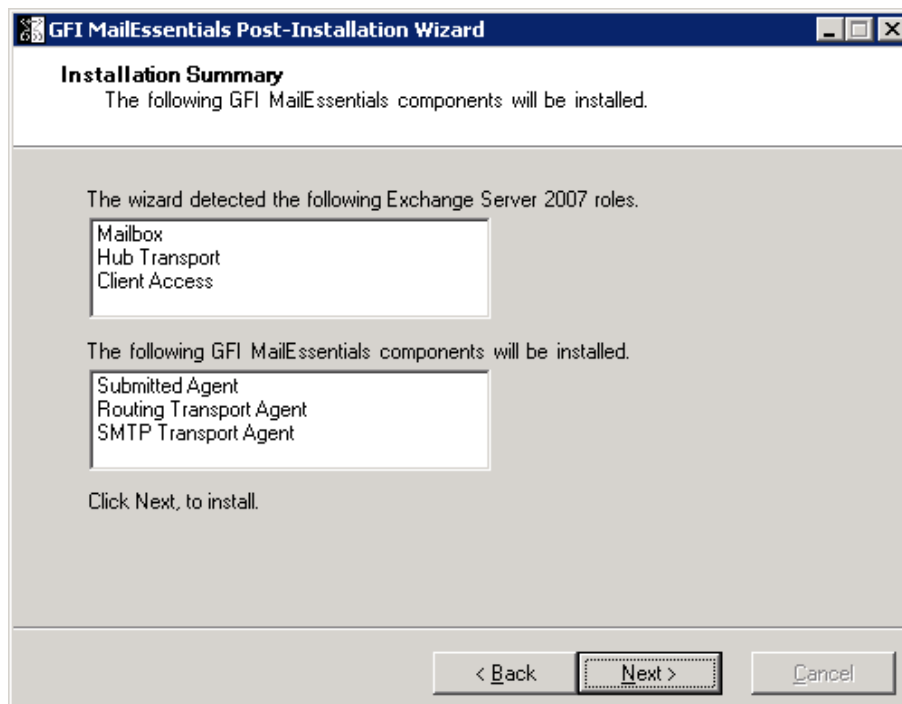 GFI MailEssentials Post-Installation Wizard
Installation Summary
The following GFI MailEssentials components will be installed.
The wizard detected the following Exchange Server 2007 roles.
Mailbox
Hub Transport
Client Access
The following GFI MailEssentials components will be installed.
Submitted Agent
Routing Transport Agent
SMTP Transport Agent
Click Next, to install.
< Back
Next >
Cancel